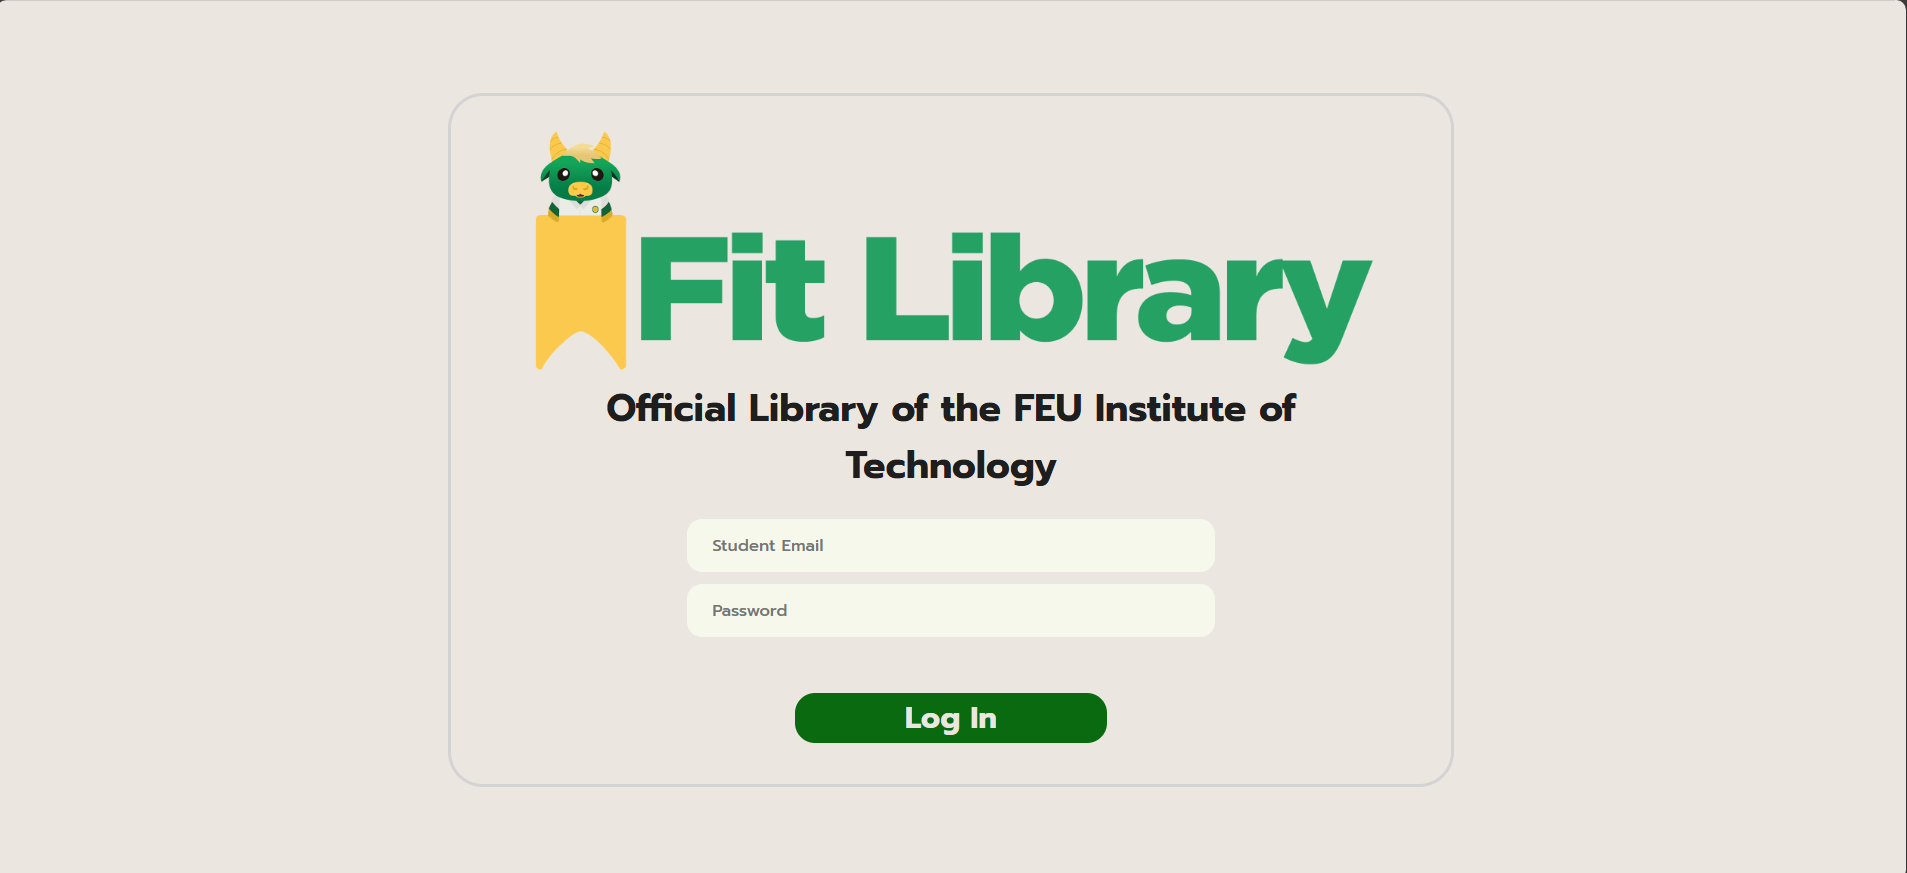 Fit Library
Official Library of the FEU Institute of
Technology
Student Email
Password
Log In